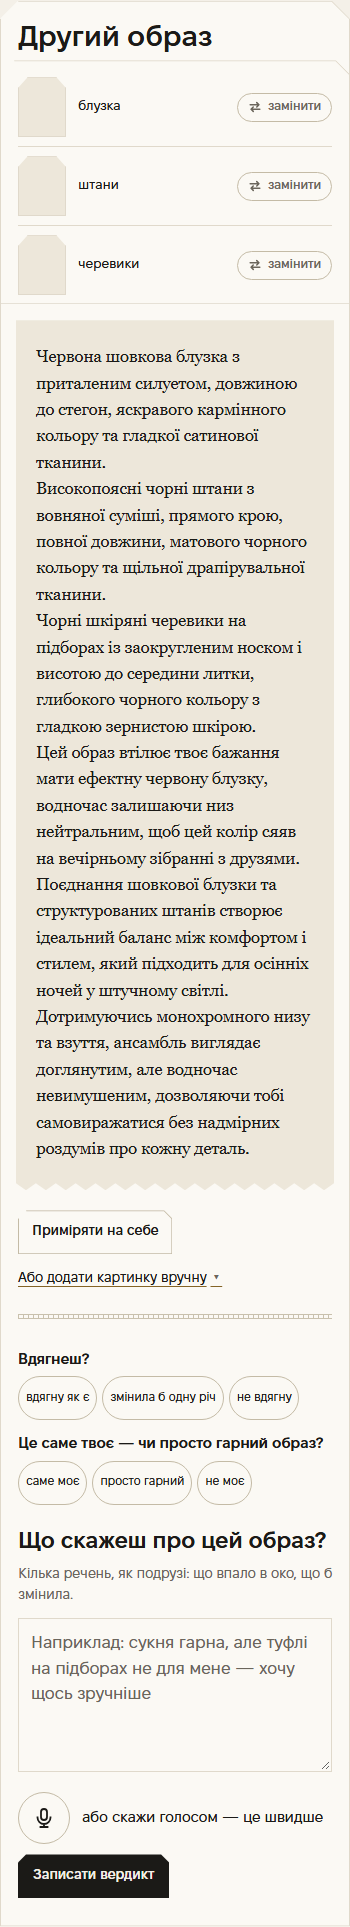 Другий образ
блузка
замінити
штани
замінити
черевики
замінити
Червона шовкова блузка з
приталеним силуетом, довжиною
до стегон, яскравого кармінного
кольору та гладкої сатинової
тканини.
Високопоясні чорні штани з
вовняної суміші, прямого крою,
повної довжини, матового чорного
кольору та щільної драпірувальної
тканини.
Чорні шкіряні черевики на
підборах із заокругленим носком і
висотою до середини литки,
глибокого чорного кольору з
гладкою зернистою шкірою.
Цей образ втілює твоє бажання
мати ефектну червону блузку,
водночас залишаючи низ
нейтральним, щоб цей колір сяяв
на вечірньому зібранні з друзями.
Поєднання шовкової блузки та
структурованих штанів створює
ідеальний баланс між комфортом і
стилем, який підходить для осінніх
ночей у штучному світлі.
Дотримуючись монохромного низу
та взуття, ансамбль виглядає
доглянутим, але водночас
невимушеним, дозволяючи тобі
самовиражатися без надмірних
роздумів про кожну деталь.
Приміряти на себе
Або додати картинку вручну
Вдягнеш?
вдягну як є
змінила б одну річ
не вдягну
Це саме твоє — чи просто гарний образ?
саме моє
просто гарний
не моє
Що скажеш про цей образ?
Кілька речень, як подрузі: що впало в око, що б
змінила.
Наприклад: сукня гарна, але туфлі
на підборах не для мене — хочу
щось зручніше
або скажи голосом — це швидше
Записати вердикт